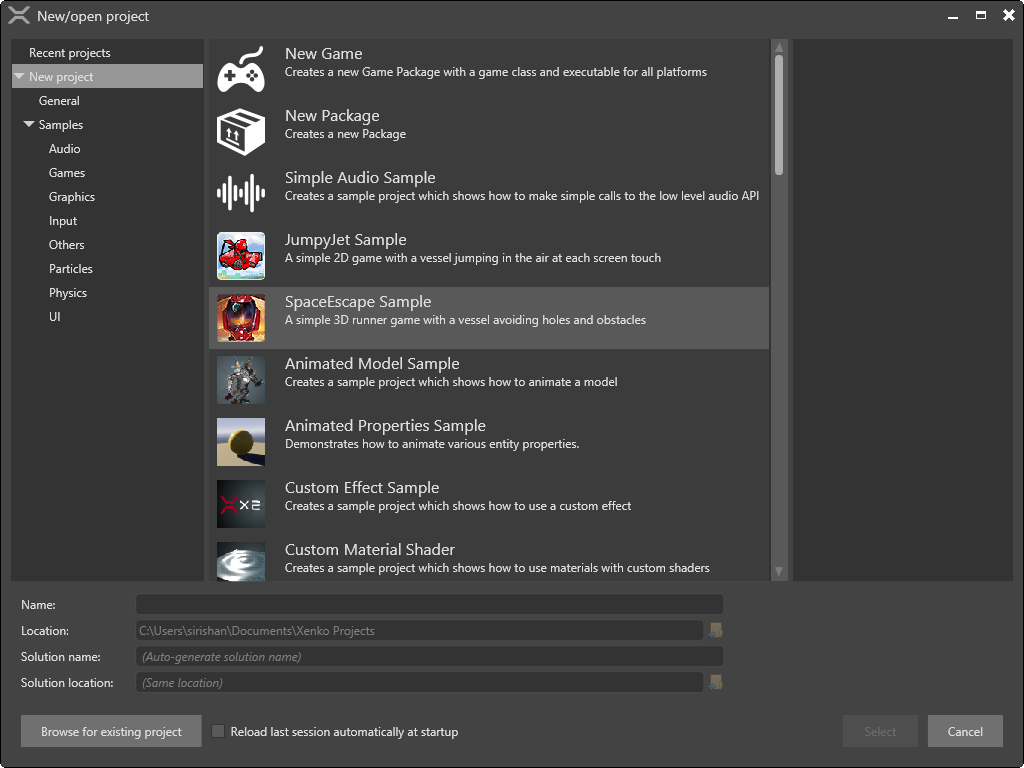 New/open project
Recent projects
New project
General
Samples
Audio
Games
Graphics
Input
Others
Particles
Physics
UI
New Game
Creates a new Game Package with a game class and executable for all platforms
New Package
Creates a new Package
Simple Audio Sample
Creates a sample project which shows how to make simple calls to the low level audio API
JumpyJet Sample
A simple 2D game with a vessel jumping in the air at each screen touch
SpaceEscape Sample
A simple 3D runner game with a vessel avoiding holes and obstacles
Animated Model Sample
Creates a sample project which shows how to animate a model
Animated Properties Sample
Demonstrates how to animate various entity properties.
Custom Effect Sample
Creates a sample project which shows how to use a custom effect
Custom Material Shader
Creates a sample project which shows how to use materials with custom shaders
Name:
Location:
C:\Users\sirishan\Documents\Xenko Projects
Solution name:
(Auto-generate solution name)
Solution location:
(Same location)
Browse for existing project
Reload last session automatically at startup
Select
Cancel